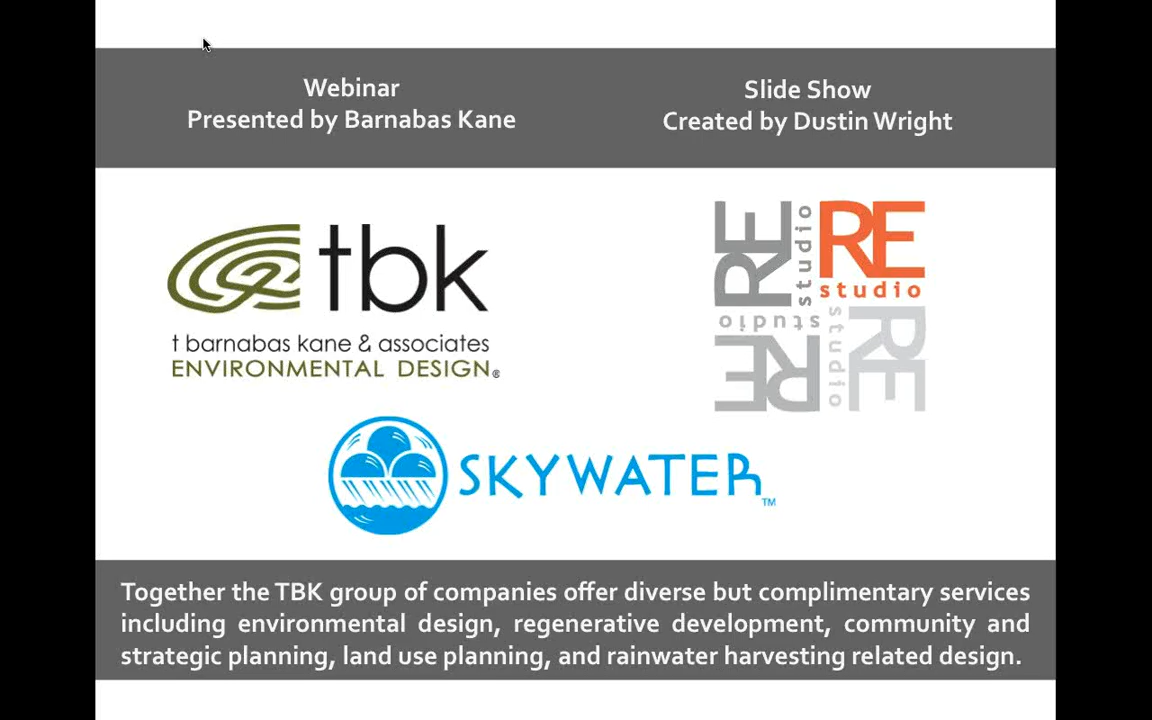 Webinar
Presented by Barnabas Kane
Slide Show
Created by Dustin Wright
tbk
t barnabas kane & associates
ENVIRONMENTAL DESIGN®
RE
studio
RE
studio
RE
studio
RE
studio
SKYWATER™
Together the TBK group of companies offer diverse but complimentary services
including environmental design, regenerative development, community and
strategic planning, land use planning, and rainwater harvesting related design.